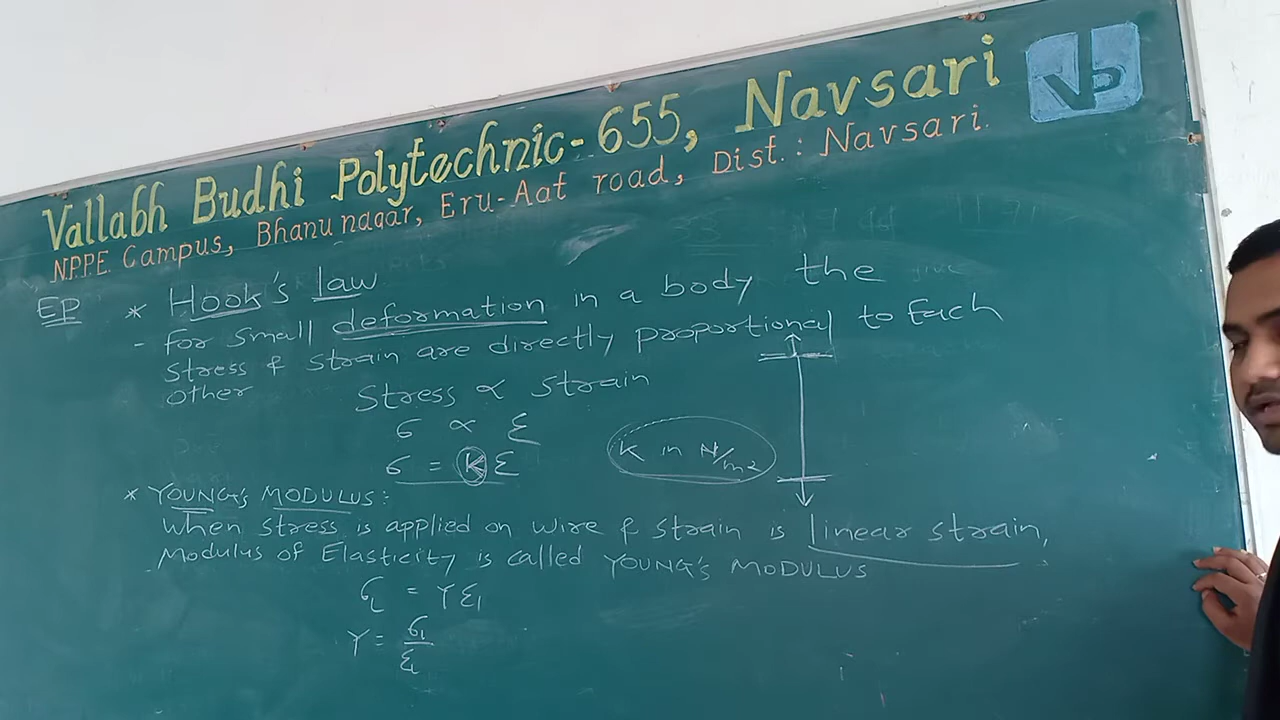 Vallabh Budhi Polytechnic-655, Navsari
VP
N.P.P.E. Campus, Bhanunagar, Eru-Aat road, Dist.: Navsari.
EP
* Hook's law
- For small deformation in a body the
stress & strain are directly proportional to Each
other
Stress ∝ strain
σ ∝ ε
σ = K ε
K in N/m2
* YOUNG'S MODULUS:
When stress is applied on wire & strain is linear strain,
Modulus of Elasticity is called YOUNG'S MODULUS
σL = Y εl
Y = σl / εl